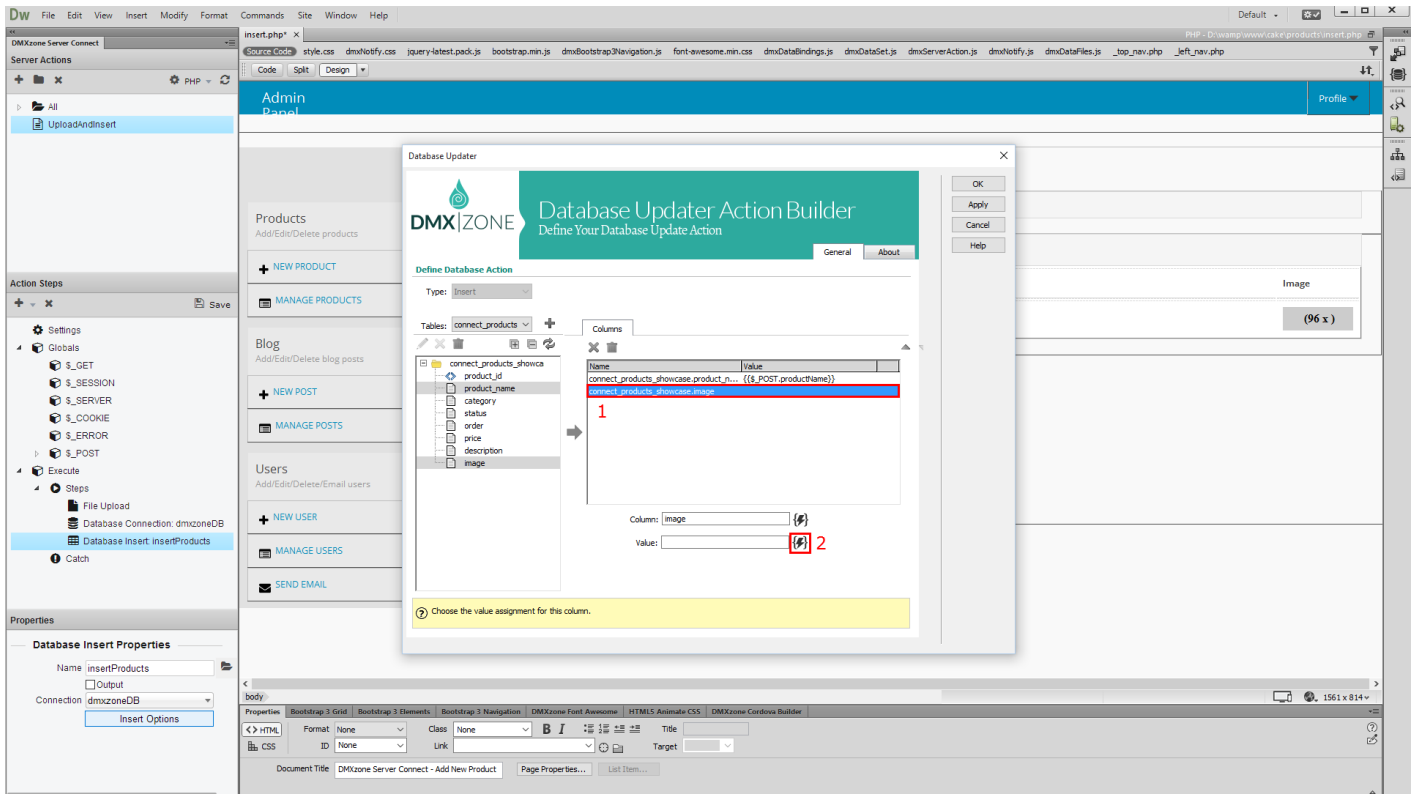 Dw File Edit View Insert Modify Format Commands Site Window Help Default
insert.php* X PHP - D:\wamp\www\cake\products\insert.php
Source Code style.css dmxNotify.css jquery-latest.pack.js bootstrap.min.js dmxBootstrap3Navigation.js font-awesome.min.css dmxDataBindings.js dmxDataSet.js dmxServerAction.js dmxNotify.js dmxDataFiles.js _top_nav.php _left_nav.php
Code Split Design
DMXzone Server Connect
Server Actions
PHP
All
UploadAndInsert
Action Steps
Save
Settings
Globals
$_GET
$_SESSION
$_SERVER
$_COOKIE
$_ERROR
$_POST
Execute
Steps
File Upload
Database Connection: dmxzoneDB
Database Insert: insertProducts
Catch
Properties
Database Insert Properties
Name insertProducts
Output
Connection dmxzoneDB
Insert Options
Admin
Panel
Profile
Products
Add/Edit/Delete products
NEW PRODUCT
MANAGE PRODUCTS
Blog
Add/Edit/Delete blog posts
NEW POST
MANAGE POSTS
Users
Add/Edit/Delete/Email users
NEW USER
MANAGE USERS
SEND EMAIL
Database Updater
DMX|ZONE
Database Updater Action Builder
Define Your Database Update Action
General About
Define Database Action
Type: Insert
Tables: connect_products
Columns
connect_products_showca
product_id
product_name
category
status
order
price
description
image
Name Value
connect_products_showcase.product_n... {{$_POST.productName}}
connect_products_showcase.image
1
Column: image
Value:
2
Choose the value assignment for this column.
OK
Apply
Cancel
Help
Image
(96 x )
body
1561 x 814
Properties Bootstrap 3 Grid Bootstrap 3 Elements Bootstrap 3 Navigation DMXzone Font Awesome HTML5 Animate CSS DMXzone Cordova Builder
<> HTML Format None Class None B I Title
CSS ID None Link Target
Document Title DMXzone Server Connect - Add New Product Page Properties... List Item...